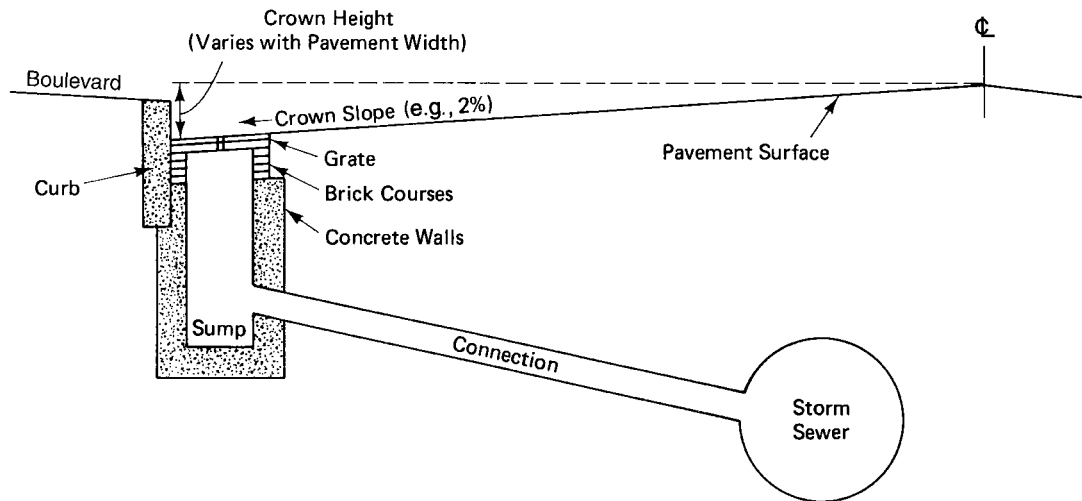 Crown Height
(Varies with Pavement Width)
℄
Boulevard
Crown Slope (e.g., 2%)
Grate
Pavement Surface
Curb
Brick Courses
Concrete Walls
Sump
Connection
Storm
Sewer